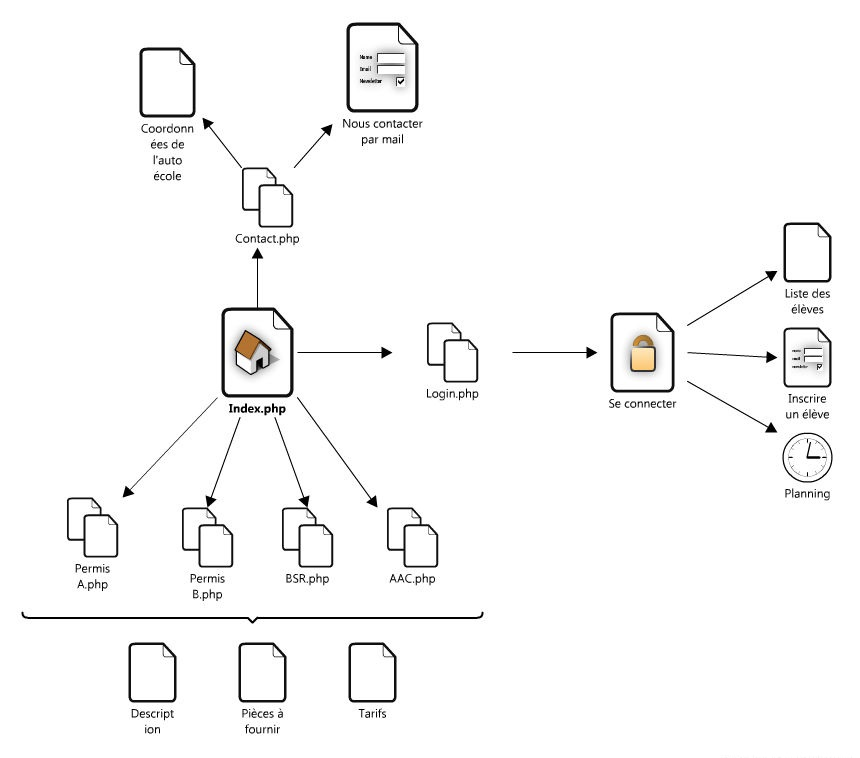 Name
Email
Newsletter
Coordonn
ées de
l'auto
école
Nous contacter
par mail
Contact.php
Liste des
élèves
Index.php
Login.php
Se connecter
Inscrire
un élève
Planning
Permis
A.php
Permis
B.php
BSR.php
AAC.php
Descript
ion
Pièces à
fournir
Tarifs